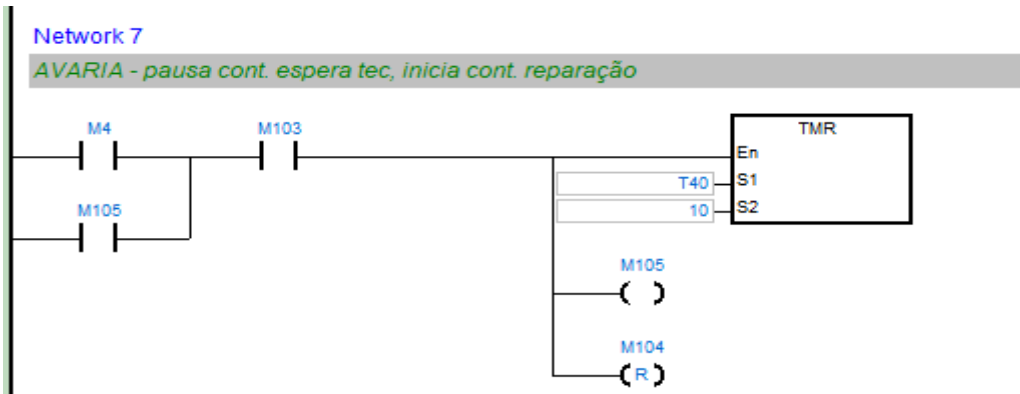 Network 7
AVARIA - pausa cont. espera tec, inicia cont. reparação
M4
M103
TMR
En
T40
S1
10
S2
M105
M105
M104
R